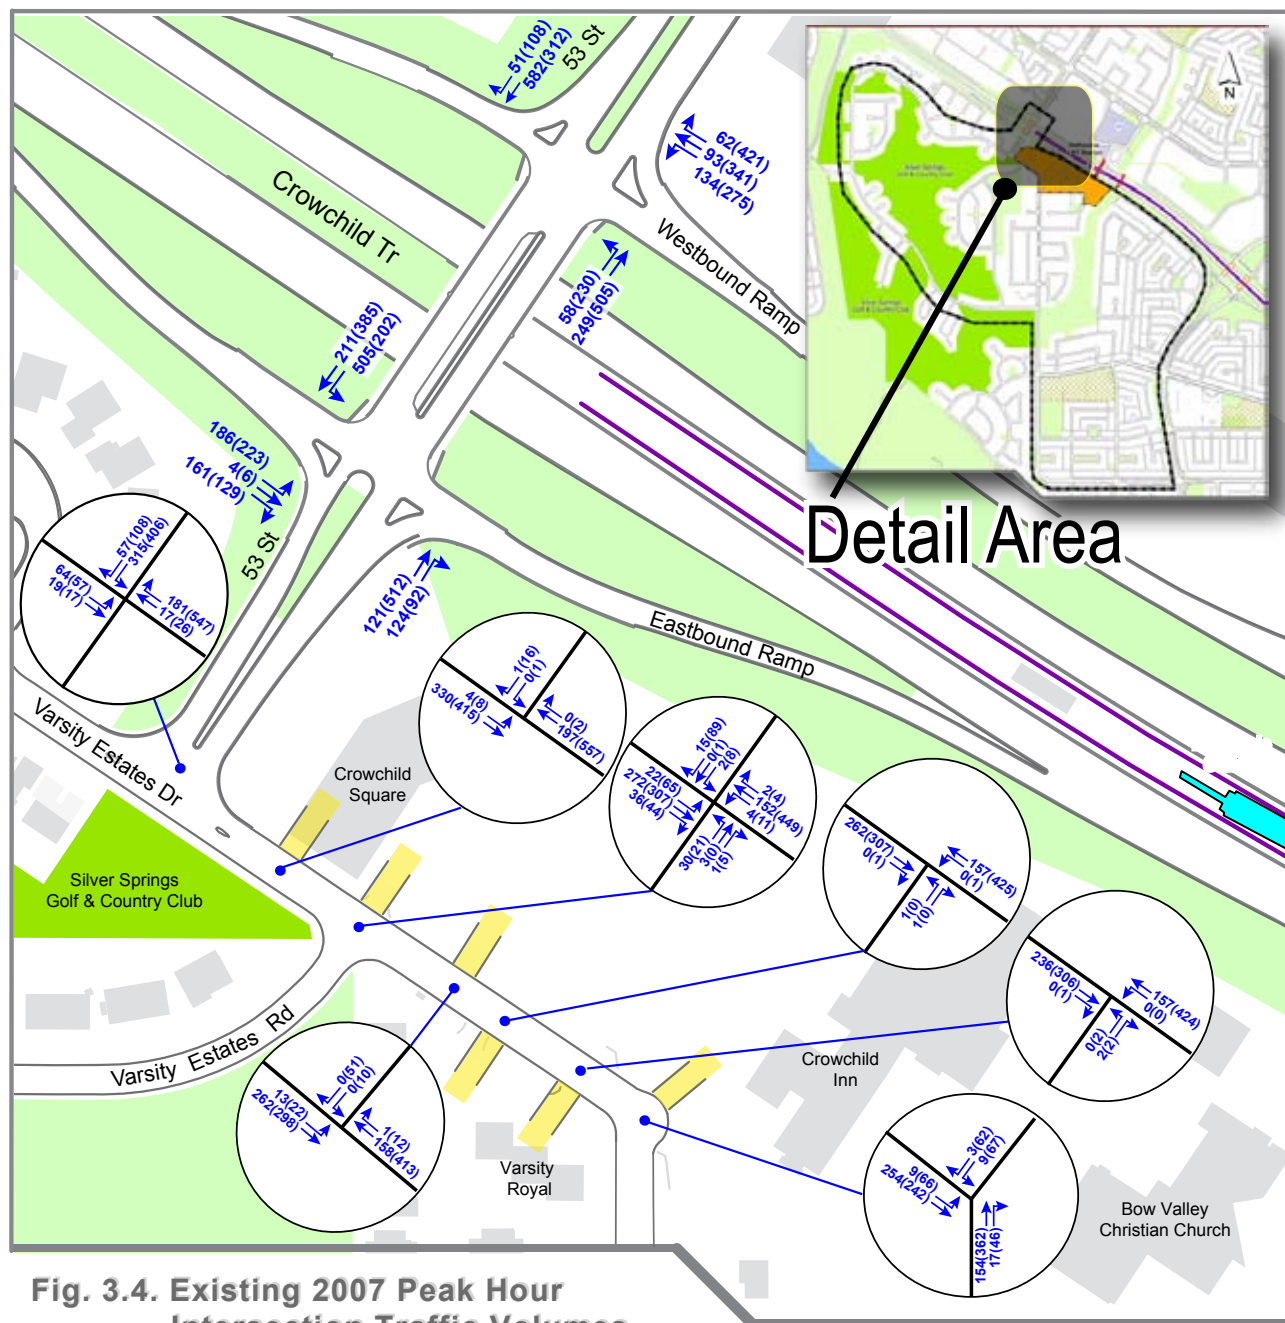 51(108)
582(312)
53 St
62(421)
93(341)
134(275)
N
Crowchild Tr
Westbound Ramp
58(230)
249(505)
211(385)
505(202)
186(223)
4(6)
161(129)
53 St
Detail Area
57(108)
315(406)
64(57)
19(17)
181(547)
17(26)
121(512)
124(92)
Eastbound Ramp
1(16)
0(1)
4(8)
330(415)
0(2)
197(557)
Varsity Estates Dr
Crowchild
Square
15(89)
0(1)
2(8)
22(65)
272(307)
36(44)
2(4)
152(449)
4(11)
30(21)
3(0)
1(5)
262(307)
0(1)
157(425)
0(1)
1(0)
1(0)
Silver Springs
Golf & Country Club
236(306)
0(1)
157(424)
0(0)
0(2)
2(2)
Varsity Estates Rd
0(51)
0(10)
13(22)
262(298)
1(12)
158(413)
Crowchild
Inn
Varsity
Royal
3(62)
9(67)
9(66)
254(242)
154(362)
17(46)
Bow Valley
Christian Church
Fig. 3.4. Existing 2007 Peak Hour
Intersection Traffic Volumes